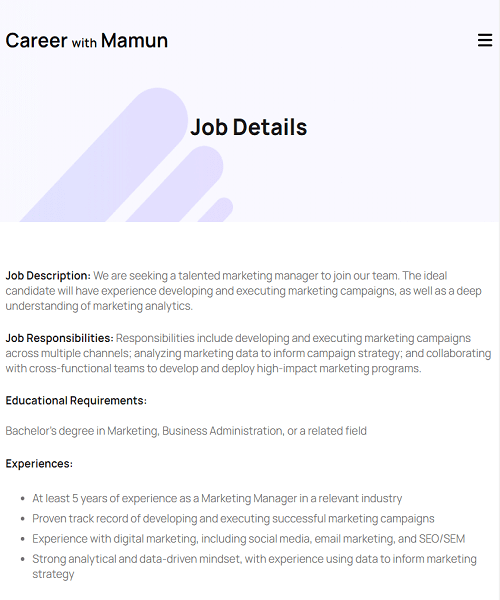 Career with Mamun
Job Details
Job Description: We are seeking a talented marketing manager to join our team. The ideal
candidate will have experience developing and executing marketing campaigns, as well as a deep
understanding of marketing analytics.
Job Responsibilities: Responsibilities include developing and executing marketing campaigns
across multiple channels; analyzing marketing data to inform campaign strategy; and collaborating
with cross-functional teams to develop and deploy high-impact marketing programs.
Educational Requirements:
Bachelor's degree in Marketing, Business Administration, or a related field
Experiences:
• At least 5 years of experience as a Marketing Manager in a relevant industry
• Proven track record of developing and executing successful marketing campaigns
• Experience with digital marketing, including social media, email marketing, and SEO/SEM
• Strong analytical and data-driven mindset, with experience using data to inform marketing
strategy